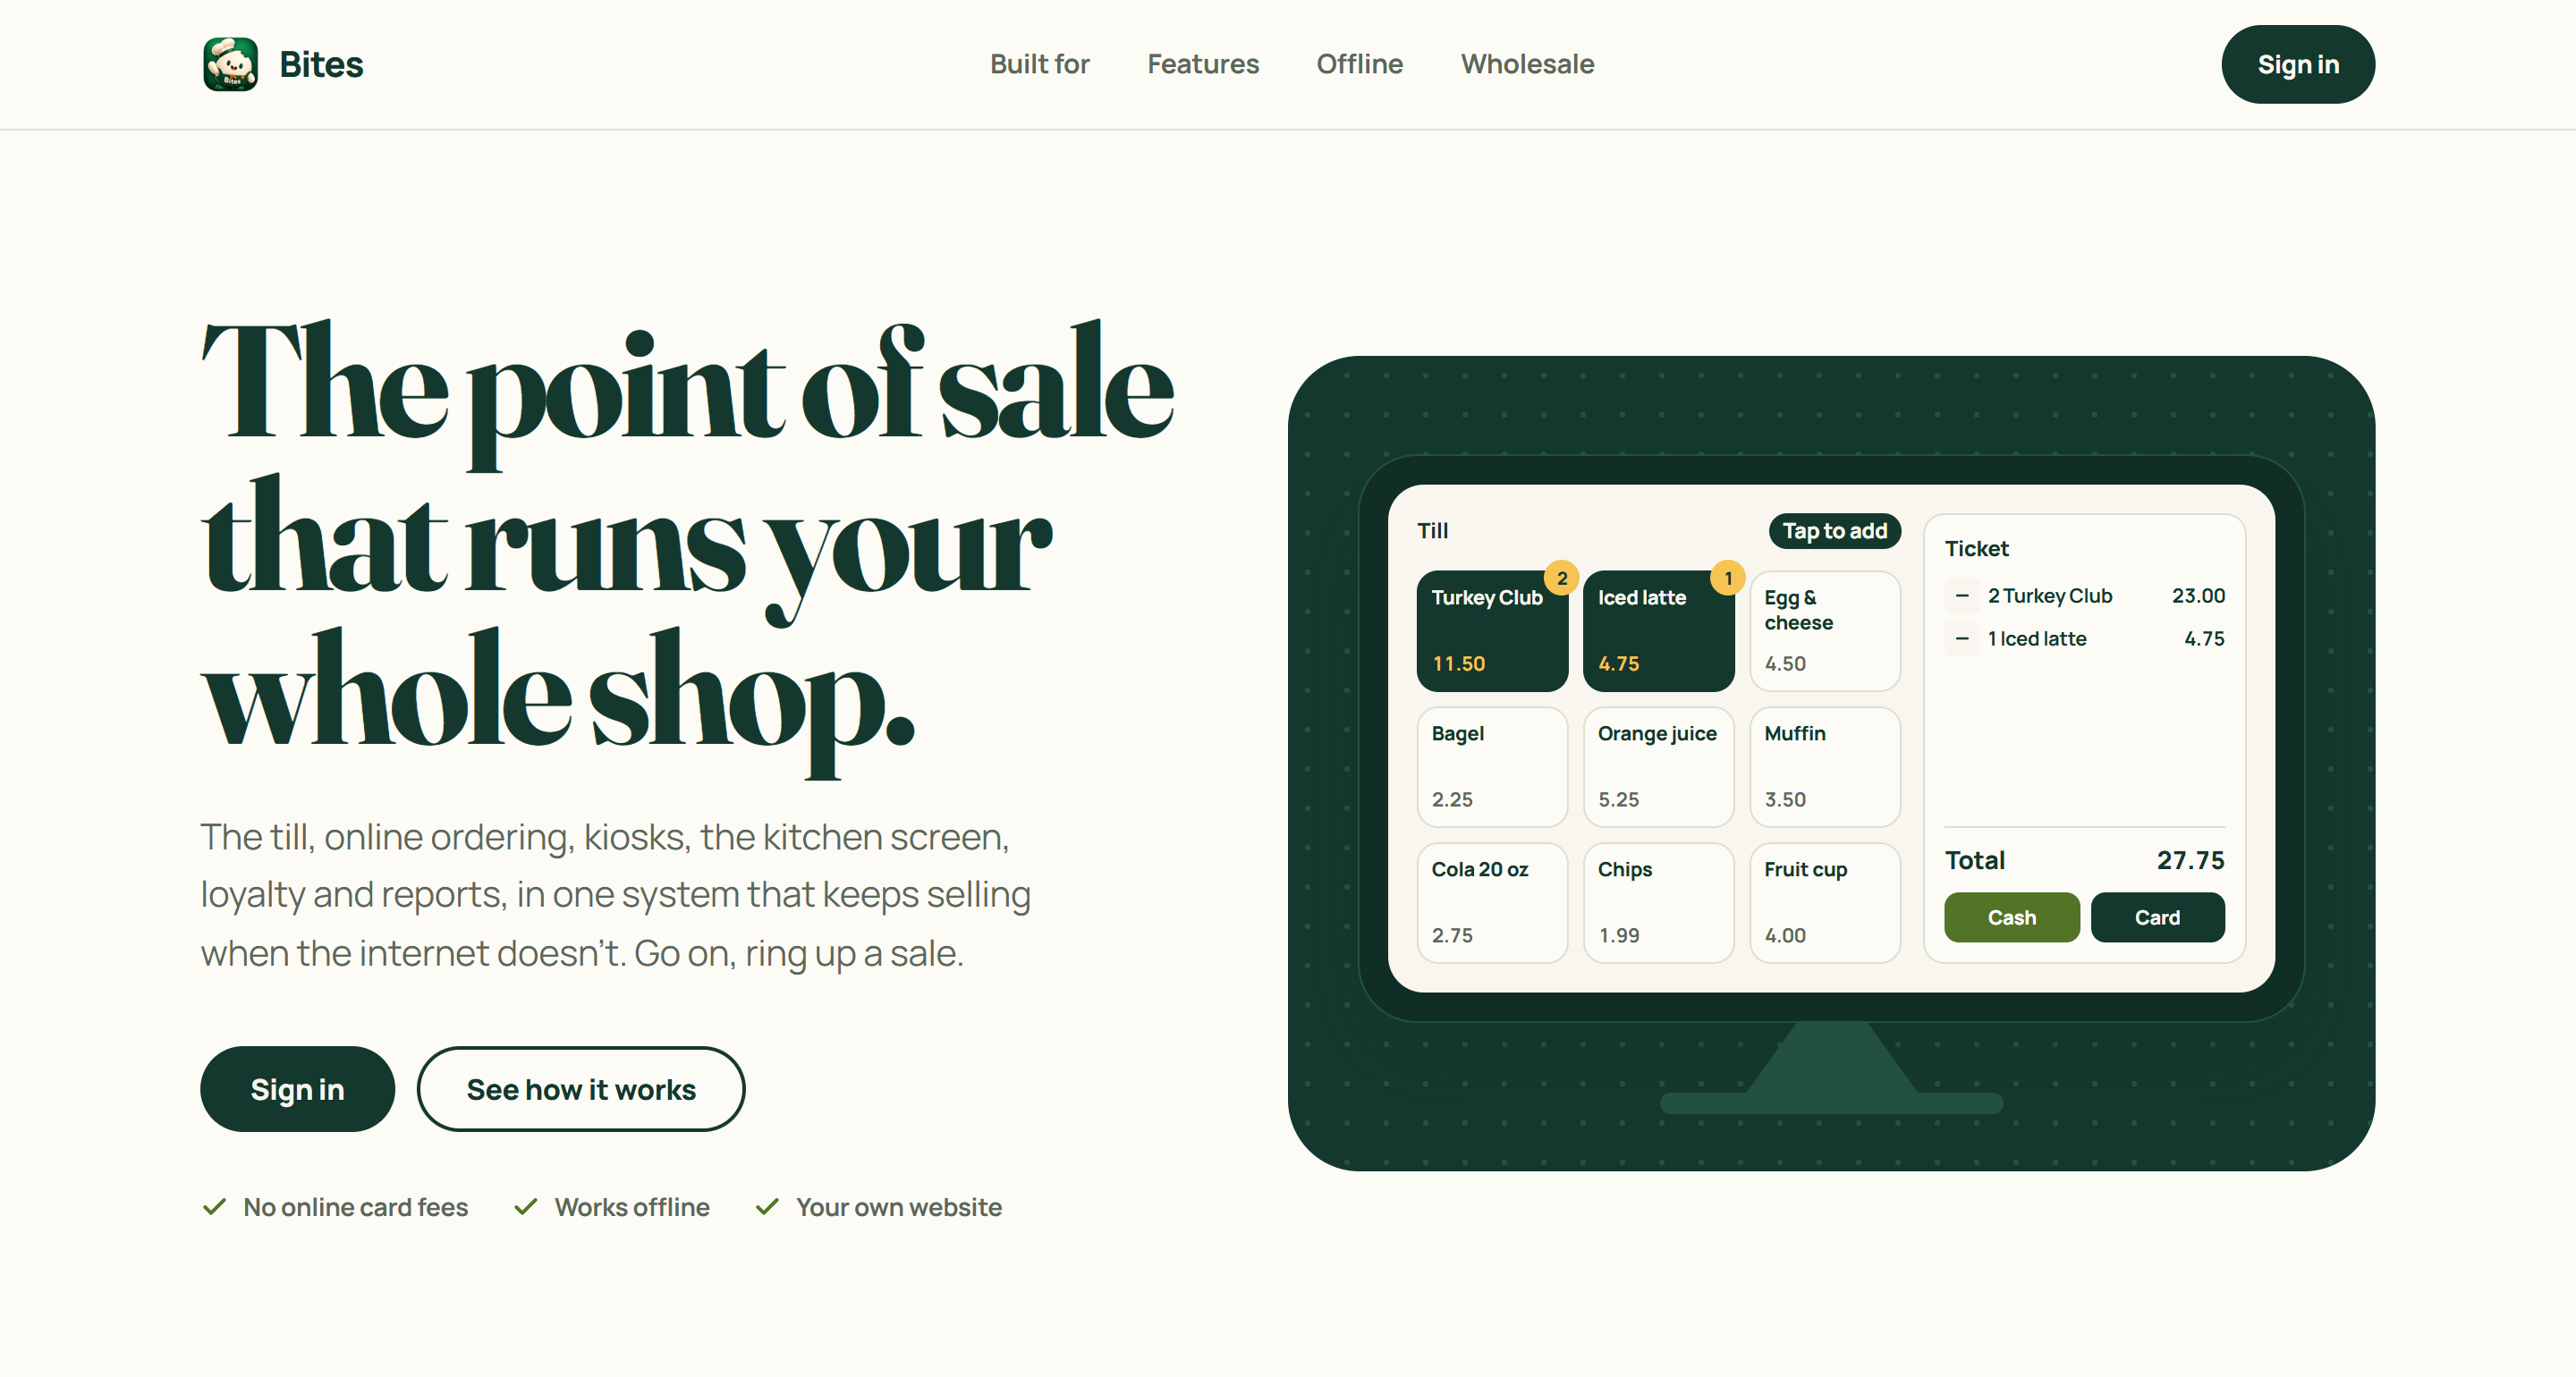 Bites
Bites
Built for
Features
Offline
Wholesale
Sign in
The point of sale
that runs your
whole shop.
The till, online ordering, kiosks, the kitchen screen,
loyalty and reports, in one system that keeps selling
when the internet doesn’t. Go on, ring up a sale.
Sign in
See how it works
No online card fees
Works offline
Your own website
Till
Tap to add
Turkey Club
2
11.50
Iced latte
1
4.75
Egg &
cheese
4.50
Bagel
2.25
Orange juice
5.25
Muffin
3.50
Cola 20 oz
2.75
Chips
1.99
Fruit cup
4.00
Ticket
– 2 Turkey Club 23.00
– 1 Iced latte 4.75
Total 27.75
Cash
Card